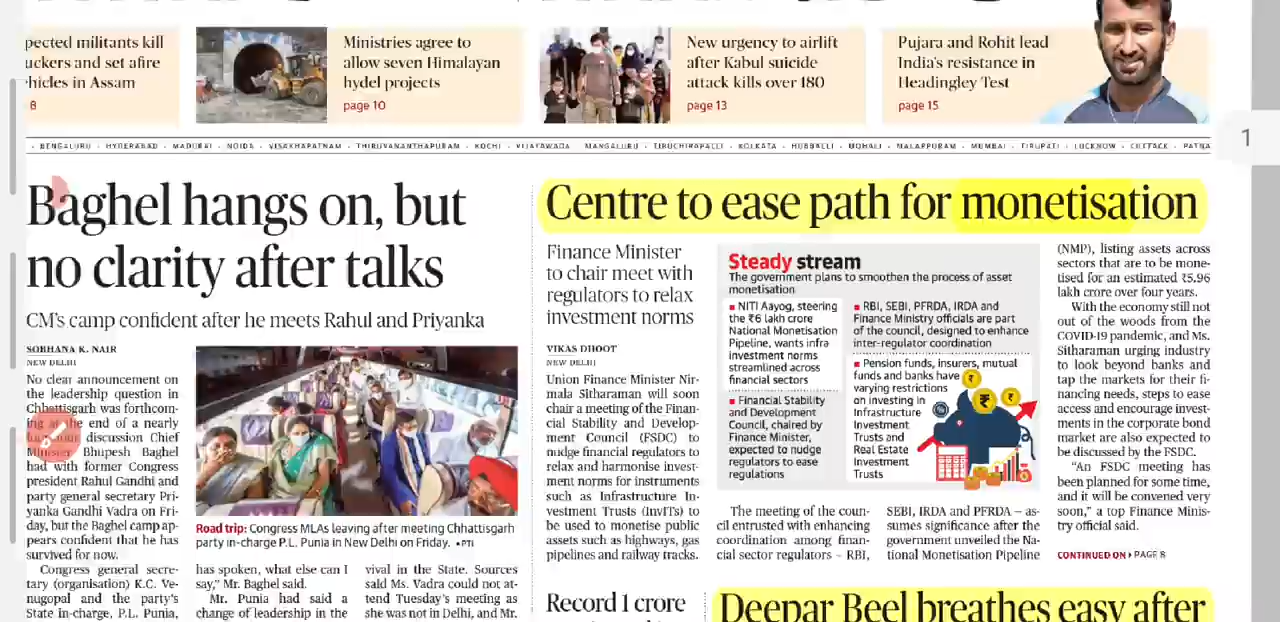 pected militants kill
uckers and set afire
hicles in Assam
8
Ministries agree to
allow seven Himalayan
hydel projects
page 10
New urgency to airlift
after Kabul suicide
attack kills over 180
page 13
Pujara and Rohit lead
India's resistance in
Headingley Test
page 15
1
· BENGALURU · HYDERABAD · MADURAI · NOIDA · VISAKHAPATNAM · THIRUVANANTHAPURAM · KOCHI · VIJAYAWADA · MANGALURU · TIRUCHIRAPALLI · KOLKATA · HUBBALLI · MOHALI · MALAPPURAM · MUMBAI · TIRUPATI · LUCKNOW · CUTTACK · PATNA
Baghel hangs on, but
no clarity after talks
CM's camp confident after he meets Rahul and Priyanka
SOBHANA K. NAIR
NEW DELHI
No clear announcement on
the leadership question in
Chhattisgarh was forthcom-
ing at the end of a nearly
discussion Chief
Minister Bhupesh Baghel
had with former Congress
president Rahul Gandhi and
party general secretary Pri-
yanka Gandhi Vadra on Fri-
day, but the Baghel camp ap-
pears confident that he has
survived for now.
Congress general secre-
tary (organisation) K.C. Ve-
nugopal and the party's
State in-charge, P.L. Punia,
Road trip: Congress MLAs leaving after meeting Chhattisgarh
party in-charge P.L. Punia in New Delhi on Friday. • PTI
has spoken, what else can I
say," Mr. Baghel said.
Mr. Punia had said a
change of leadership in the
vival in the State. Sources
said Ms. Vadra could not at-
tend Tuesday's meeting as
she was not in Delhi, and Mr.
Centre to ease path for monetisation
Finance Minister
to chair meet with
regulators to relax
investment norms
VIKAS DHOOT
NEW DELHI
Union Finance Minister Nir-
mala Sitharaman will soon
chair a meeting of the Finan-
cial Stability and Develop-
ment Council (FSDC) to
nudge financial regulators to
relax and harmonise invest-
ment norms for instruments
such as Infrastructure In-
vestment Trusts (InvITs) to
be used to monetise public
assets such as highways, gas
pipelines and railway tracks.
Steady stream
The government plans to smoothen the process of asset
monetisation
■ NITI Aayog, steering
the ₹6 lakh crore
National Monetisation
Pipeline, wants infra
investment norms
streamlined across
financial sectors
■ Financial Stability
and Development
Council, chaired by
Finance Minister,
expected to nudge
regulators to ease
regulations
■ RBI, SEBI, PFRDA, IRDA and
Finance Ministry officials are part
of the council, designed to enhance
inter-regulator coordination
■ Pension funds, insurers, mutual
funds and banks have
varying restrictions
on investing in
Infrastructure
Investment
Trusts and
Real Estate
Investment
Trusts
The meeting of the coun-
cil entrusted with enhancing
coordination among finan-
cial sector regulators – RBI,
SEBI, IRDA and PFRDA – as-
sumes significance after the
government unveiled the Na-
tional Monetisation Pipeline
(NMP), listing assets across
sectors that are to be mone-
tised for an estimated ₹5.96
lakh crore over four years.
With the economy still not
out of the woods from the
COVID-19 pandemic, and Ms.
Sitharaman urging industry
to look beyond banks and
tap the markets for their fi-
nancing needs, steps to ease
access and encourage invest-
ments in the corporate bond
market are also expected to
be discussed by the FSDC.
"An FSDC meeting has
been planned for some time,
and it will be convened very
soon," a top Finance Minis-
try official said.
CONTINUED ON ▸ PAGE 8
Record 1 crore
Deepar Beel breathes easy after